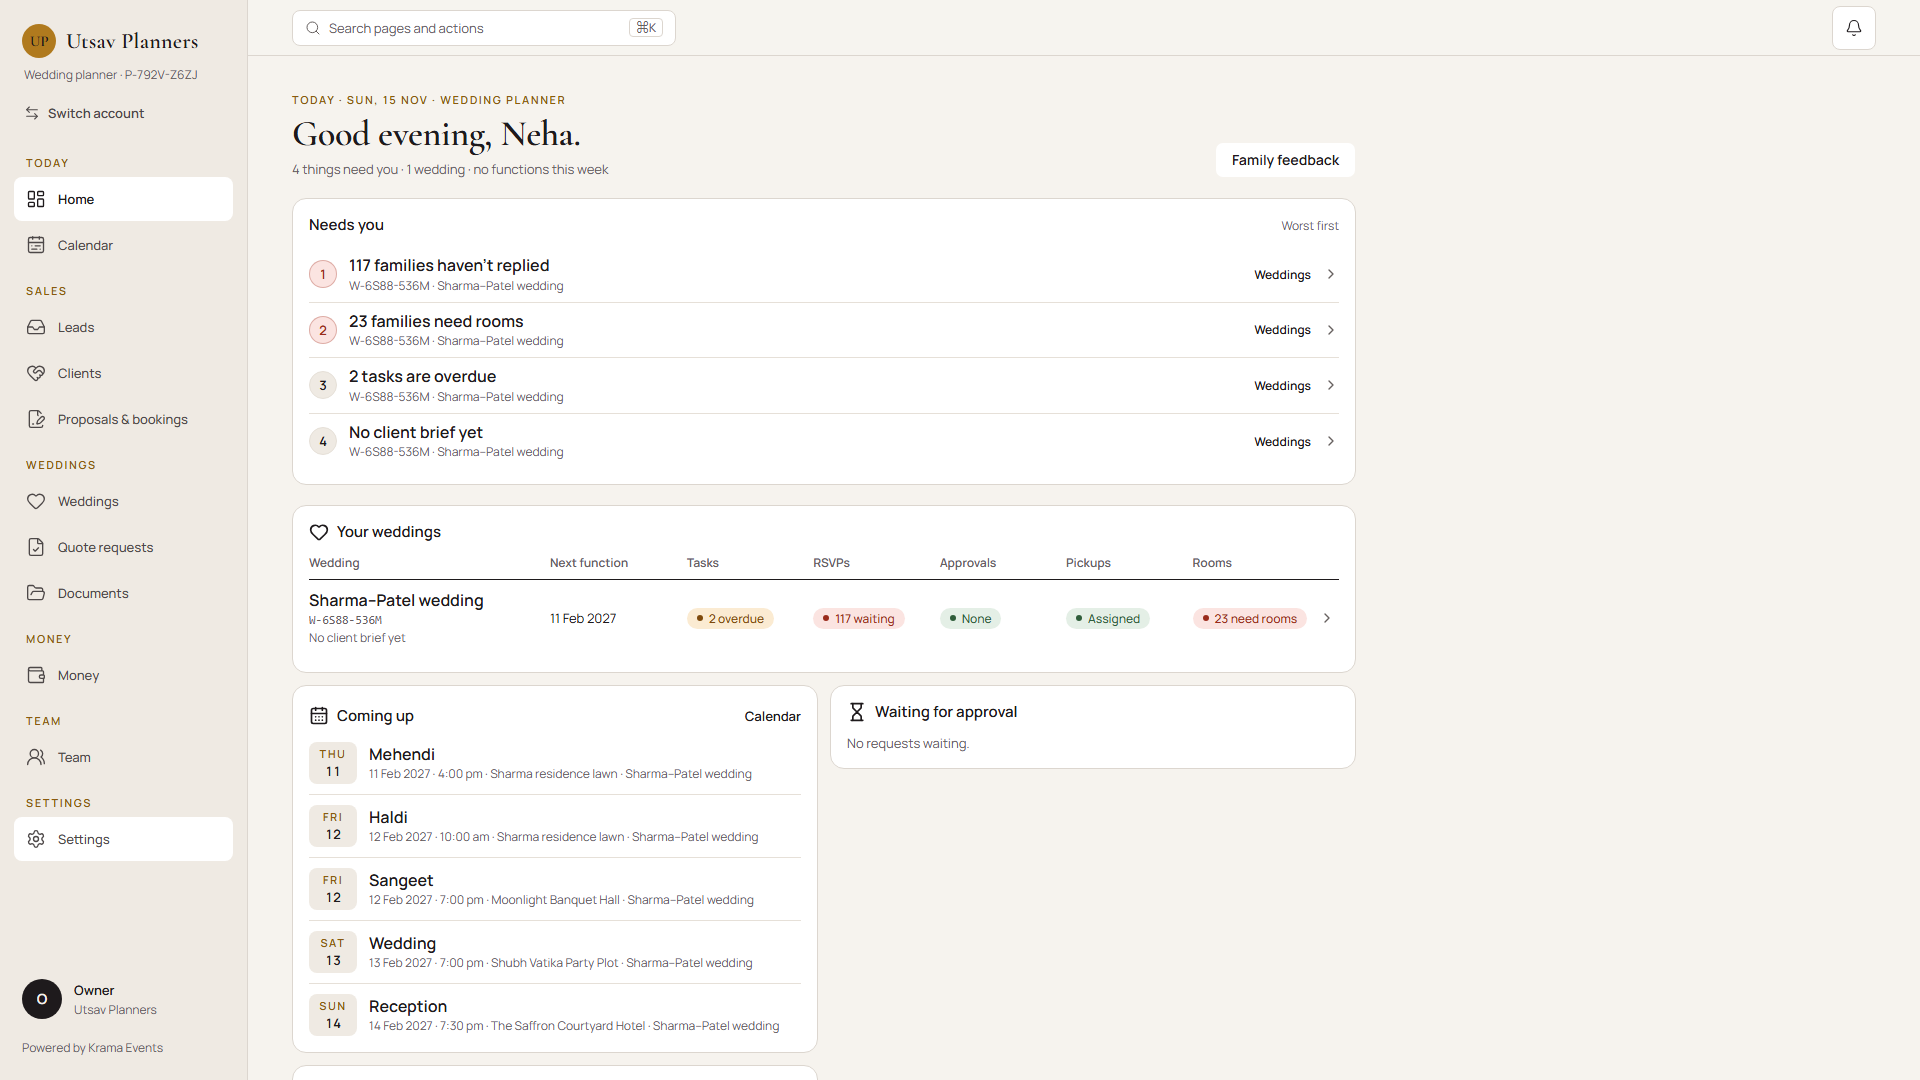 UP
Utsav Planners
Wedding planner · P-792V-Z6ZJ
Switch account
TODAY
Home
Calendar
SALES
Leads
Clients
Proposals & bookings
WEDDINGS
Weddings
Quote requests
Documents
MONEY
Money
TEAM
Team
SETTINGS
Settings
O
Owner
Utsav Planners
Powered by Krama Events
Search pages and actions
⌘K
TODAY · SUN, 15 NOV · WEDDING PLANNER
Good evening, Neha.
4 things need you · 1 wedding · no functions this week
Family feedback
Needs you
Worst first
1
117 families haven't replied
W-6S88-536M · Sharma–Patel wedding
Weddings
2
23 families need rooms
W-6S88-536M · Sharma–Patel wedding
Weddings
3
2 tasks are overdue
W-6S88-536M · Sharma–Patel wedding
Weddings
4
No client brief yet
W-6S88-536M · Sharma–Patel wedding
Weddings
Your weddings
Wedding Next function Tasks RSVPs Approvals Pickups Rooms
Sharma–Patel wedding
W-6S88-536M
No client brief yet
11 Feb 2027
2 overdue
117 waiting
None
Assigned
23 need rooms
Coming up
Calendar
THU
11
Mehendi
11 Feb 2027 · 4:00 pm · Sharma residence lawn · Sharma–Patel wedding
FRI
12
Haldi
12 Feb 2027 · 10:00 am · Sharma residence lawn · Sharma–Patel wedding
FRI
12
Sangeet
12 Feb 2027 · 7:00 pm · Moonlight Banquet Hall · Sharma–Patel wedding
SAT
13
Wedding
13 Feb 2027 · 7:00 pm · Shubh Vatika Party Plot · Sharma–Patel wedding
SUN
14
Reception
14 Feb 2027 · 7:30 pm · The Saffron Courtyard Hotel · Sharma–Patel wedding
Waiting for approval
No requests waiting.